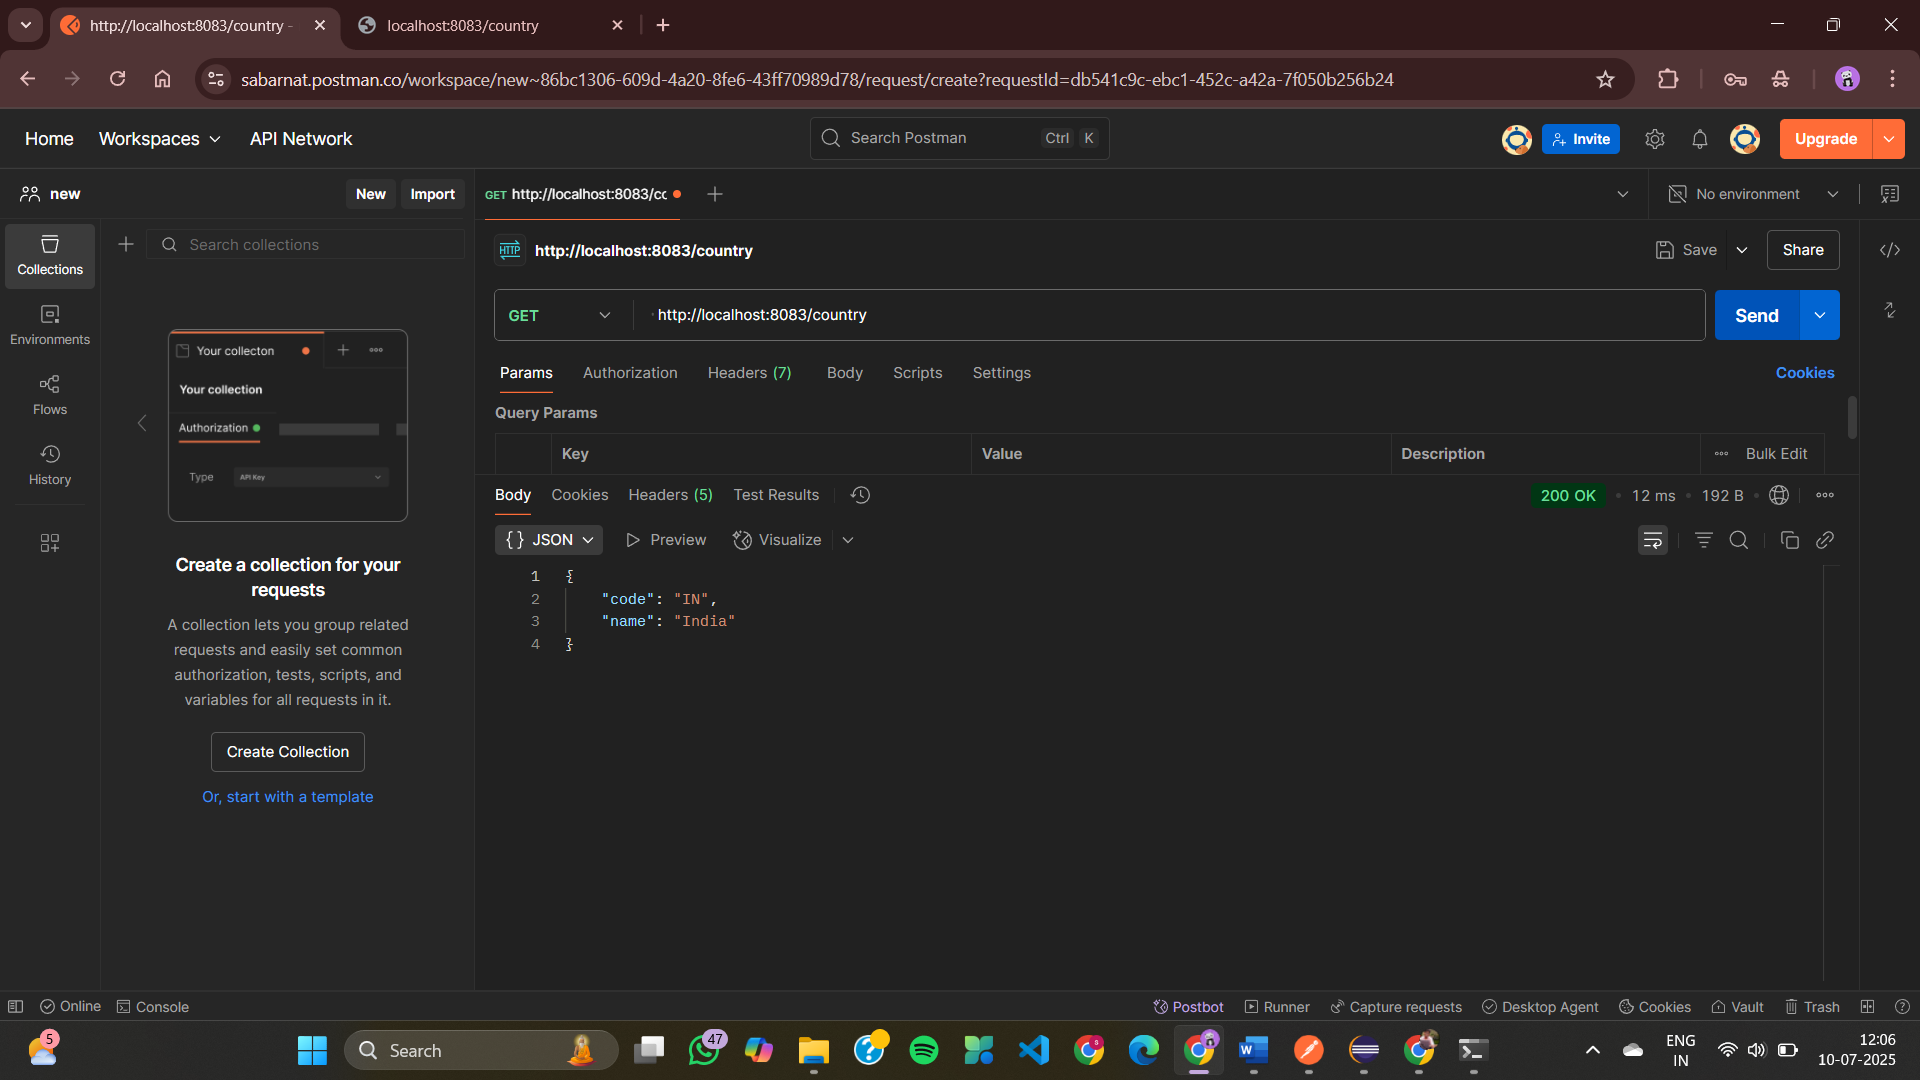 http://localhost:8083/country -
localhost:8083/country
sabarnat.postman.co/workspace/new~86bc1306-609d-4a20-8fe6-43ff70989d78/request/create?requestId=db541c9c-ebc1-452c-a42a-7f050b256b24
Home Workspaces API Network Search Postman Ctrl K Invite Upgrade
new New Import GET http://localhost:8083/cc No environment
Collections
Search collections
HTTP http://localhost:8083/country Save Share
Environments
GET http://localhost:8083/country Send
Flows
History
Your collecton
Your collection
Authorization
Type API Key
Create a collection for your
requests
A collection lets you group related
requests and easily set common
authorization, tests, scripts, and
variables for all requests in it.
Create Collection
Or, start with a template
Params Authorization Headers (7) Body Scripts Settings Cookies
Query Params
Key Value Description Bulk Edit
Body Cookies Headers (5) Test Results 200 OK 12 ms 192 B
{} JSON Preview Visualize
1 {
2 "code": "IN",
3 "name": "India"
4 }
Online Console Postbot Runner Capture requests Desktop Agent Cookies Vault Trash
5 Search 47 ENG 12:06
IN 10-07-2025